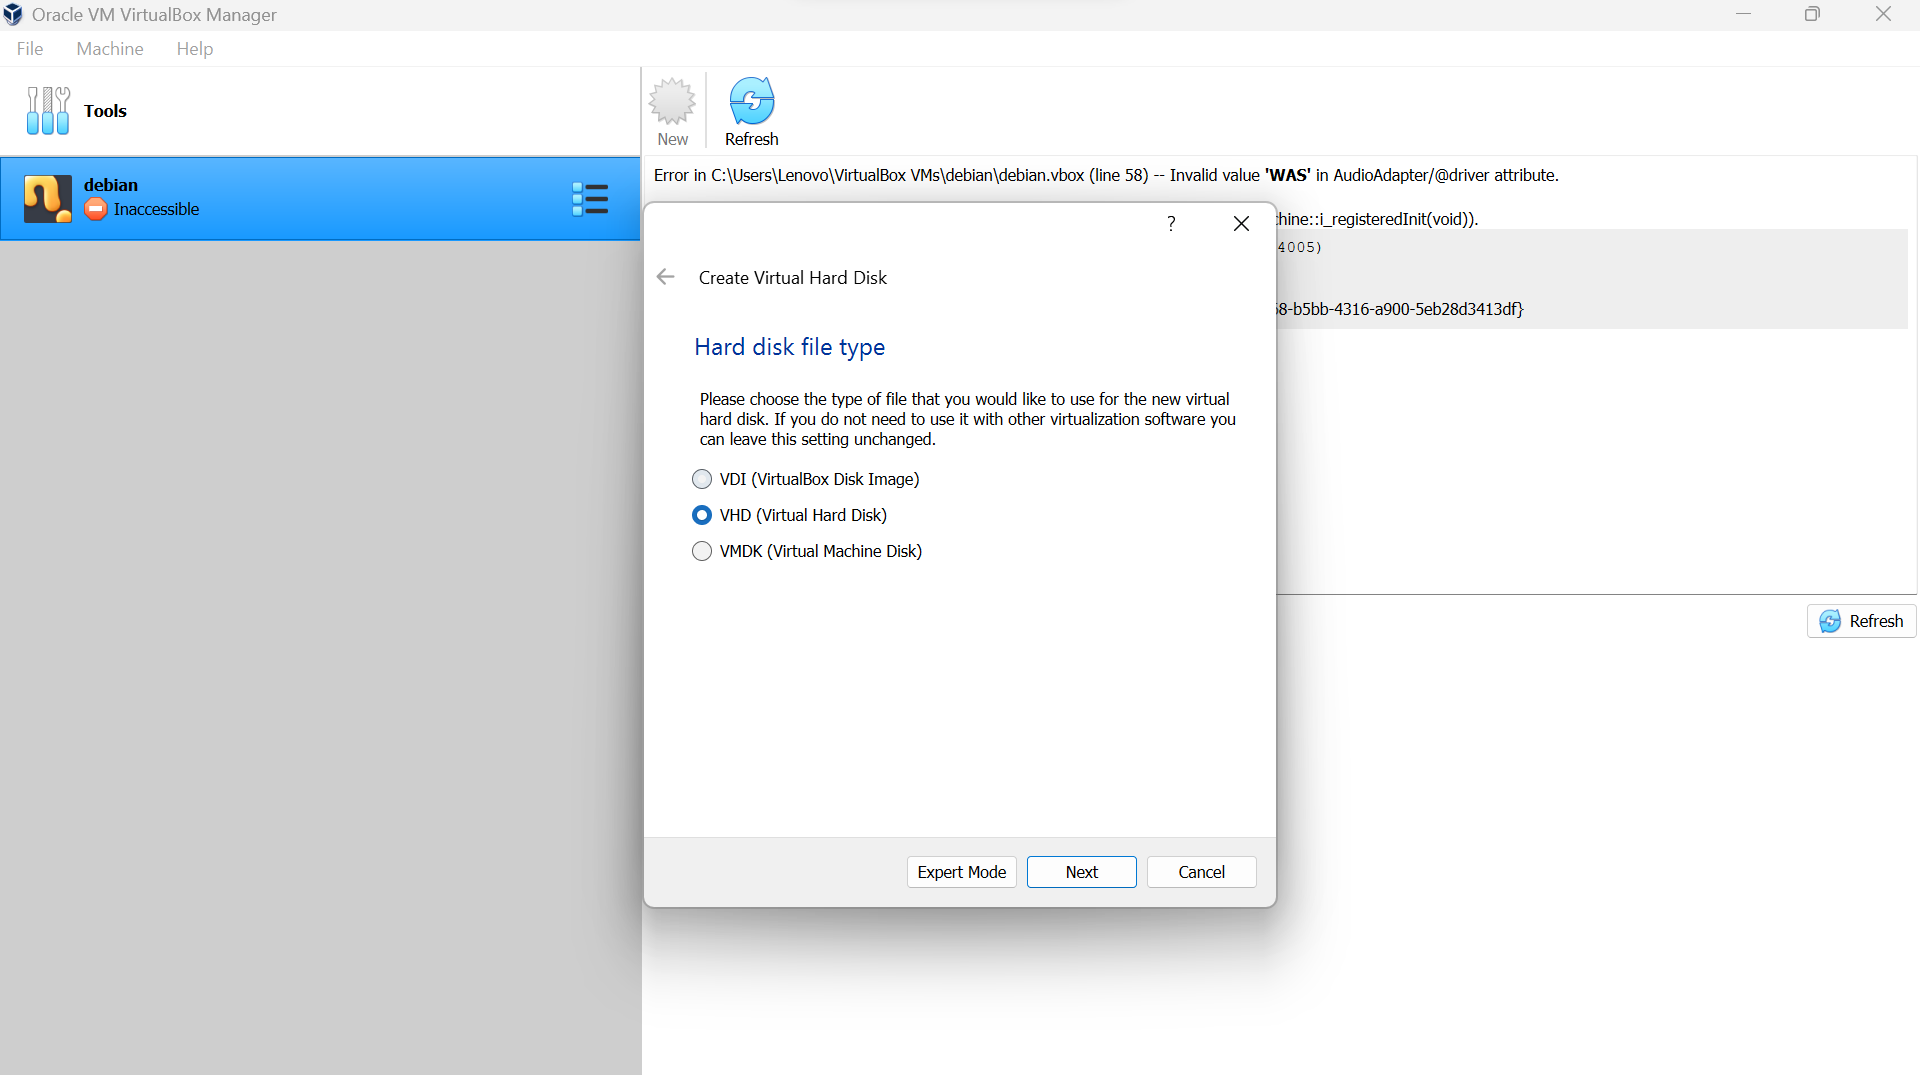 Oracle VM VirtualBox Manager
File Machine Help
Tools
New
Refresh
debian
Inaccessible
Error in C:\Users\Lenovo\VirtualBox VMs\debian\debian.vbox (line 58) -- Invalid value 'WAS' in AudioAdapter/@driver attribute.
hine::i_registeredInit(void)).
4005)
8-b5bb-4316-a900-5eb28d3413df}
?
Create Virtual Hard Disk
Hard disk file type
Please choose the type of file that you would like to use for the new virtual
hard disk. If you do not need to use it with other virtualization software you
can leave this setting unchanged.
VDI (VirtualBox Disk Image)
VHD (Virtual Hard Disk)
VMDK (Virtual Machine Disk)
Refresh
Expert Mode
Next
Cancel